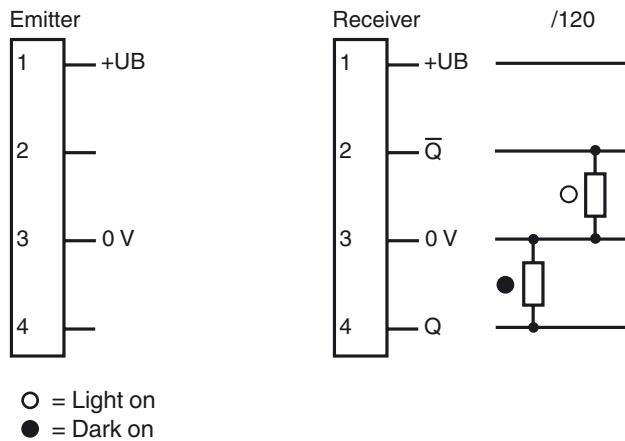 Emitter
1 +UB
2
3 0 V
4
Receiver /120
1 +UB
2 Q̅
3 0 V
4 Q
= Light on
= Dark on